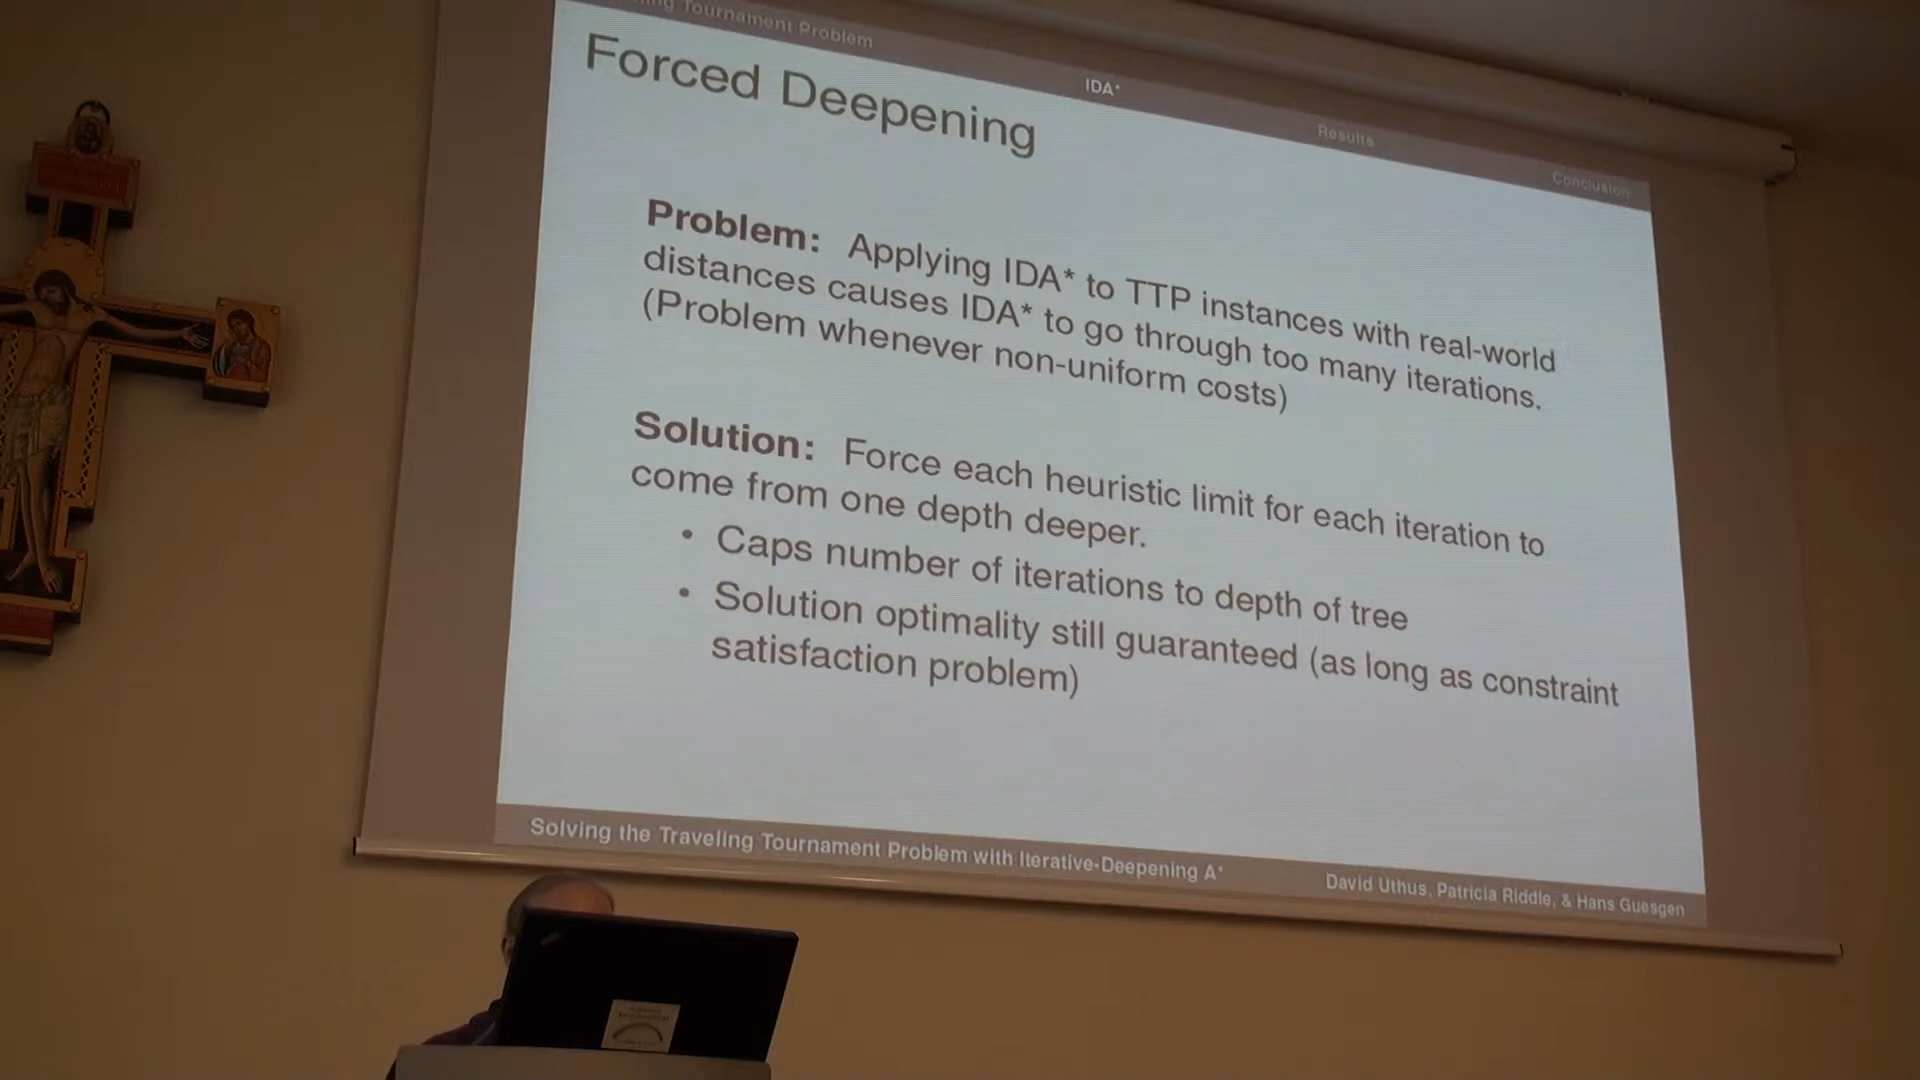 Tournament Problem
IDA*
Results
Conclusion
Forced Deepening
Problem: Applying IDA* to TTP instances with real-world
distances causes IDA* to go through too many iterations.
(Problem whenever non-uniform costs)
Solution: Force each heuristic limit for each iteration to
come from one depth deeper.
• Caps number of iterations to depth of tree
• Solution optimality still guaranteed (as long as constraint
satisfaction problem)
Solving the Traveling Tournament Problem with Iterative-Deepening A*
David Uthus, Patricia Riddle, & Hans Guesgen